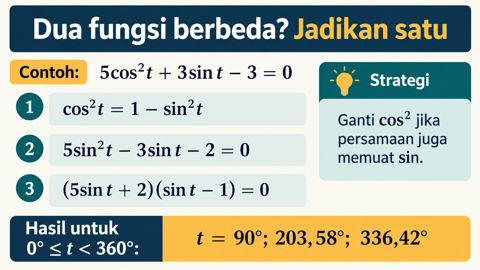 Dua fungsi berbeda? Jadikan satu
Contoh: 5cos²t + 3sin t − 3 = 0
1 cos²t = 1 − sin²t
2 5sin²t − 3sin t − 2 = 0
3 (5sin t + 2)(sin t − 1) = 0
Strategi
Ganti cos² jika
persamaan juga
memuat sin.
Hasil untuk
0° ≤ t < 360°:
t = 90°; 203,58°; 336,42°